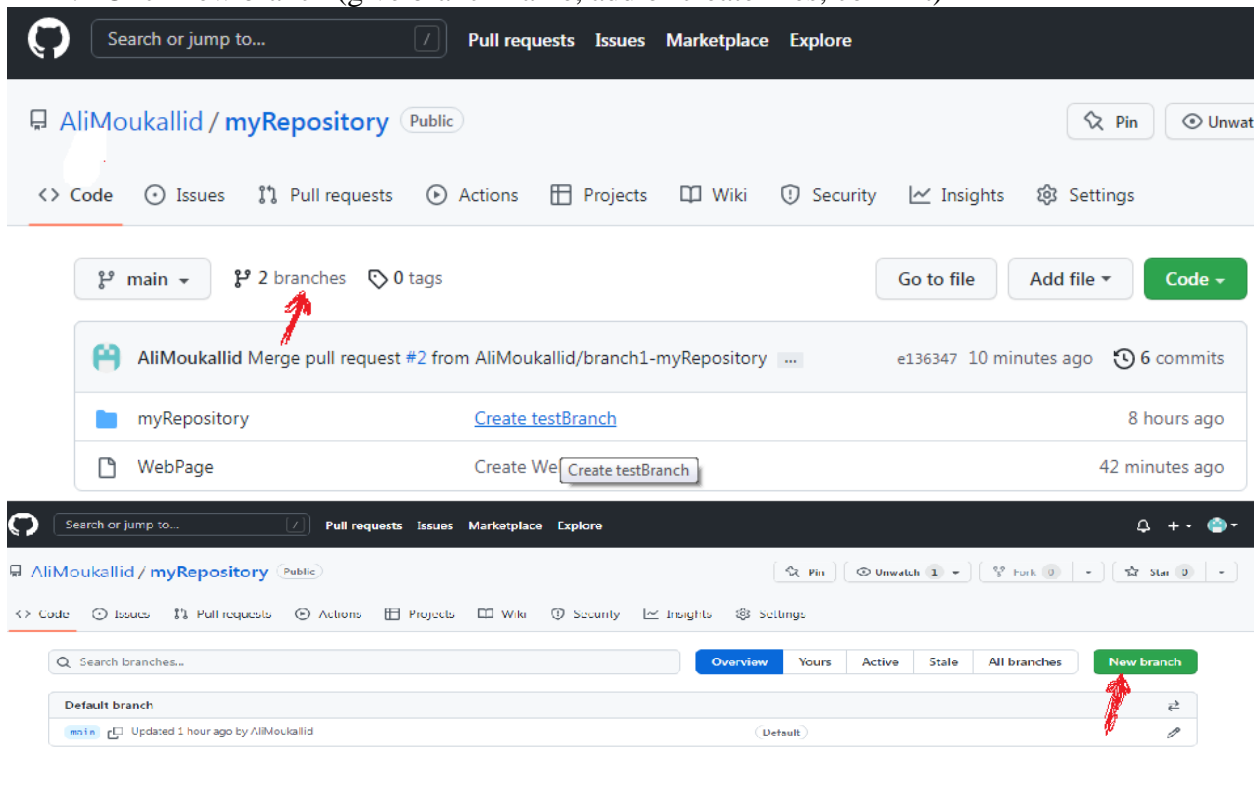 Search or jump to... / Pull requests Issues Marketplace Explore
AliMoukallid / myRepository Public Pin Unwat
<> Code Issues Pull requests Actions Projects Wiki Security Insights Settings
main 2 branches 0 tags Go to file Add file Code
AliMoukallid Merge pull request #2 from AliMoukallid/branch1-myRepository ... e136347 10 minutes ago 6 commits
myRepository Create testBranch 8 hours ago
WebPage Create We Create testBranch 42 minutes ago
Search or jump to... / Pull requests Issues Marketplace Explore
AliMoukallid / myRepository Public Pin Unwatch 1 Fork 0 Star 0
<> Code Issues Pull requests Actions Projects Wiki Security Insights Settings
Search branches... Overview Yours Active Stale All branches New branch
Default branch
main Updated 1 hour ago by AliMoukallid Default